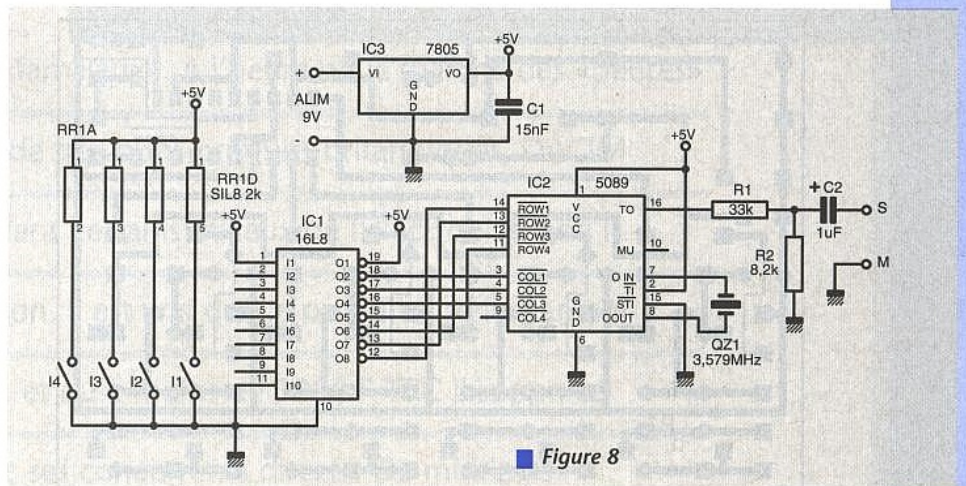 IC3 7805
+5V
+ VI VO
GND
ALIM
9V
-
C1
15nF
+5V
RR1A
1 1 1 1
RR1D
SIL8 2k
2 3 4 5
+5V
IC1
16L8
+5V
1 I1 O1 19
2 I2 O2 18
3 I3 O3 17
4 I4 O4 16
5 I5 O5 15
6 I6 O6 14
7 I7 O7 13
8 I8 O8 12
9 I9
11 I10
10
I4 I3 I2 I1
+5V
IC2 5089
1
VCC
14 ROW1 TO 16
13 ROW2
12 ROW3
11 ROW4 MU 10
3 COL1 O IN 7
4 COL2 TI 2
5 COL3 STI 15
9 COL4 OOUT 8
GND
6
R1
33k
+ C2
1uF
S
R2
8,2k
M
QZ1
3,579MHz
Figure 8